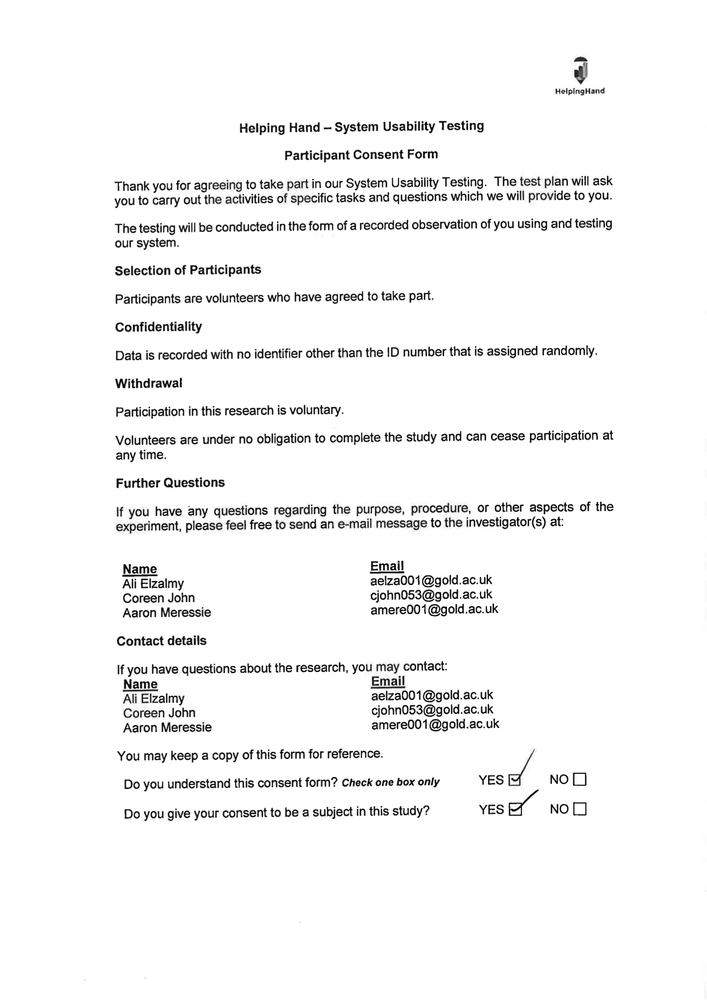 HelpingHand
Helping Hand – System Usability Testing
Participant Consent Form
Thank you for agreeing to take part in our System Usability Testing. The test plan will ask
you to carry out the activities of specific tasks and questions which we will provide to you.
The testing will be conducted in the form of a recorded observation of you using and testing
our system.
Selection of Participants
Participants are volunteers who have agreed to take part.
Confidentiality
Data is recorded with no identifier other than the ID number that is assigned randomly.
Withdrawal
Participation in this research is voluntary.
Volunteers are under no obligation to complete the study and can cease participation at
any time.
Further Questions
If you have any questions regarding the purpose, procedure, or other aspects of the
experiment, please feel free to send an e-mail message to the investigator(s) at:
Name Email
Ali Elzalmy aelza001@gold.ac.uk
Coreen John cjohn053@gold.ac.uk
Aaron Meressie amere001@gold.ac.uk
Contact details
If you have questions about the research, you may contact:
Name Email
Ali Elzalmy aelza001@gold.ac.uk
Coreen John cjohn053@gold.ac.uk
Aaron Meressie amere001@gold.ac.uk
You may keep a copy of this form for reference.
Do you understand this consent form? Check one box only YES ☑ NO ☐
Do you give your consent to be a subject in this study? YES ☑ NO ☐